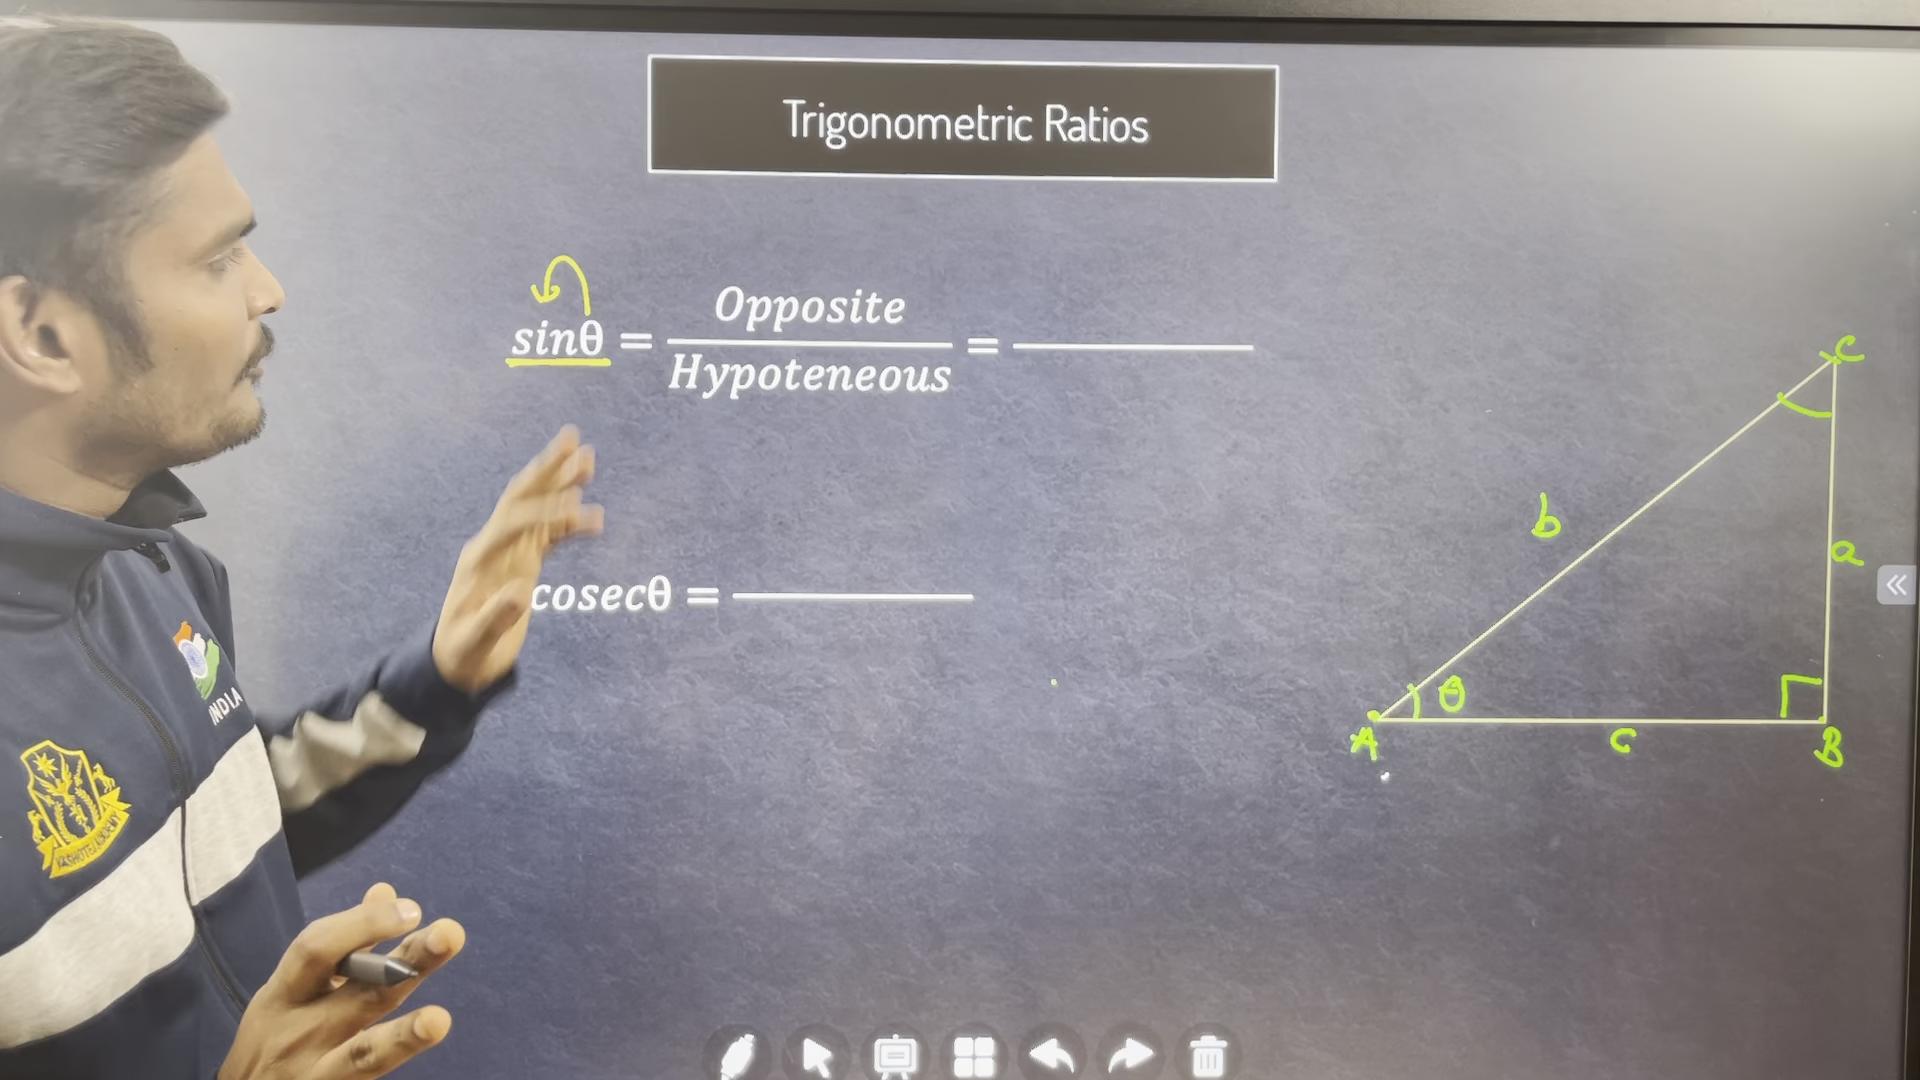 Trigonometric Ratios
sinθ = Opposite / Hypoteneous =
cosecθ =
C
b
a
θ
A
c
B
INDIA